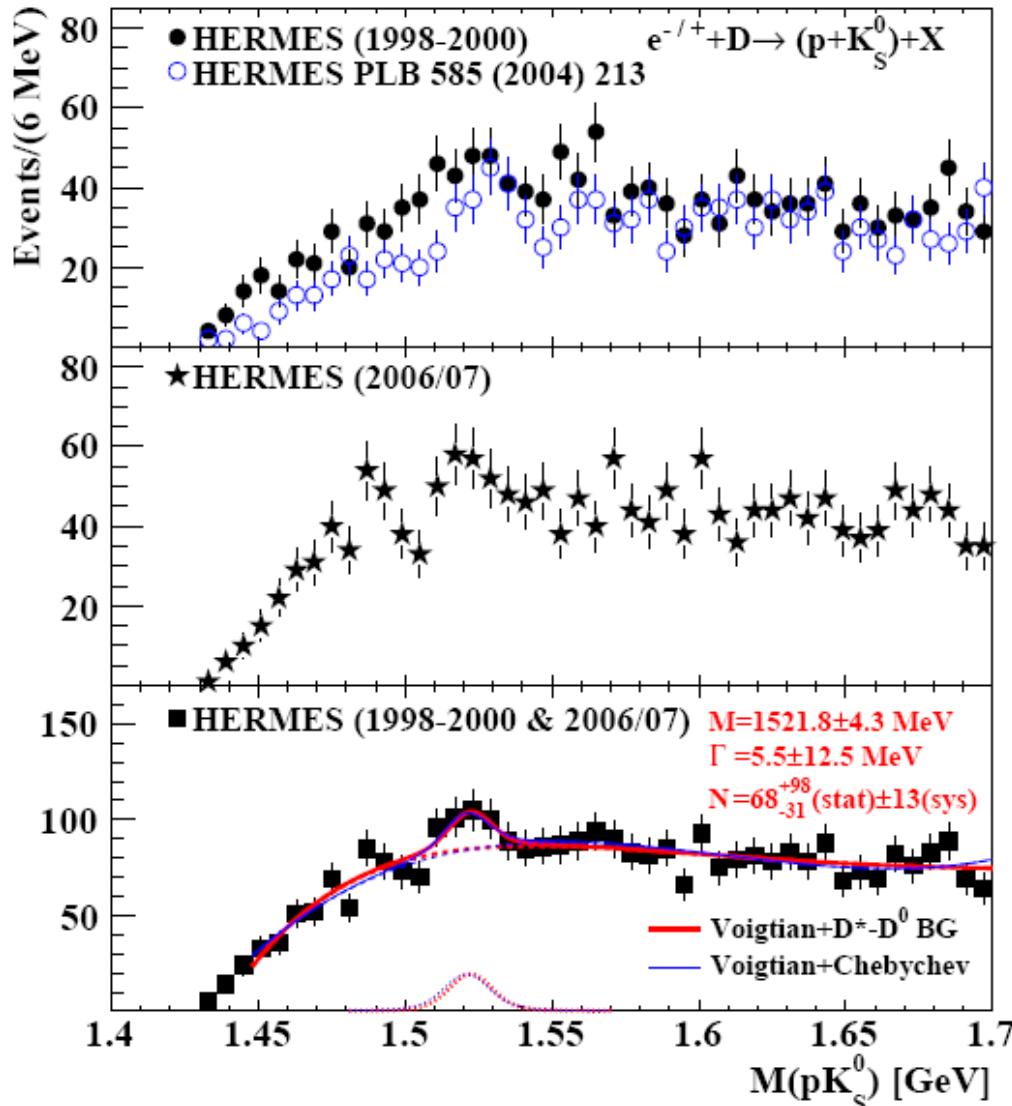 Events/(6 MeV)
80
60
40
20
HERMES (1998-2000)
e⁻/⁺+D→ (p+K⁰S)+X
HERMES PLB 585 (2004) 213
80
60
40
20
HERMES (2006/07)
150
100
50
HERMES (1998-2000 & 2006/07)
M=1521.8±4.3 MeV
Γ =5.5±12.5 MeV
N=68+98-31(stat)±13(sys)
Voigtian+D*-D⁰ BG
Voigtian+Chebychev
1.4 1.45 1.5 1.55 1.6 1.65 1.7
M(pK⁰S) [GeV]